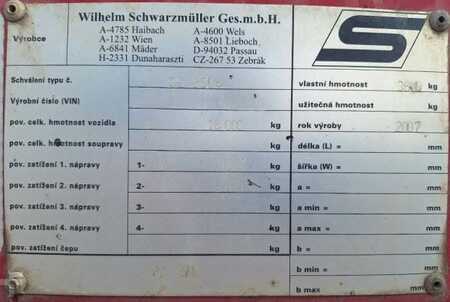 Výrobce
Wilhelm Schwarzmüller Ges.m.b.H.
A-4785 Haibach A-4600 Wels
A-1232 Wien A-8501 Lieboch
A-6841 Mäder D-94032 Passau
H-2331 Dunaharaszti CZ-267 53 Zebrák
S
Schválení typu č.
Výrobní číslo (VIN)
pov. celk. hmotnost vozidla kg
pov. celk. hmotnost soupravy kg
pov. zatížení 1. nápravy 1- kg
pov. zatížení 2. nápravy 2- kg
pov. zatížení 3. nápravy 3- kg
pov. zatížení 4. nápravy 4- kg
pov. zatížení čepu kg
vlastní hmotnost kg
užitečná hmotnost kg
rok výroby 2007
délka (L) = mm
šířka (W) = mm
a = mm
a min = mm
a max = mm
b = mm
b min = mm
b max = mm